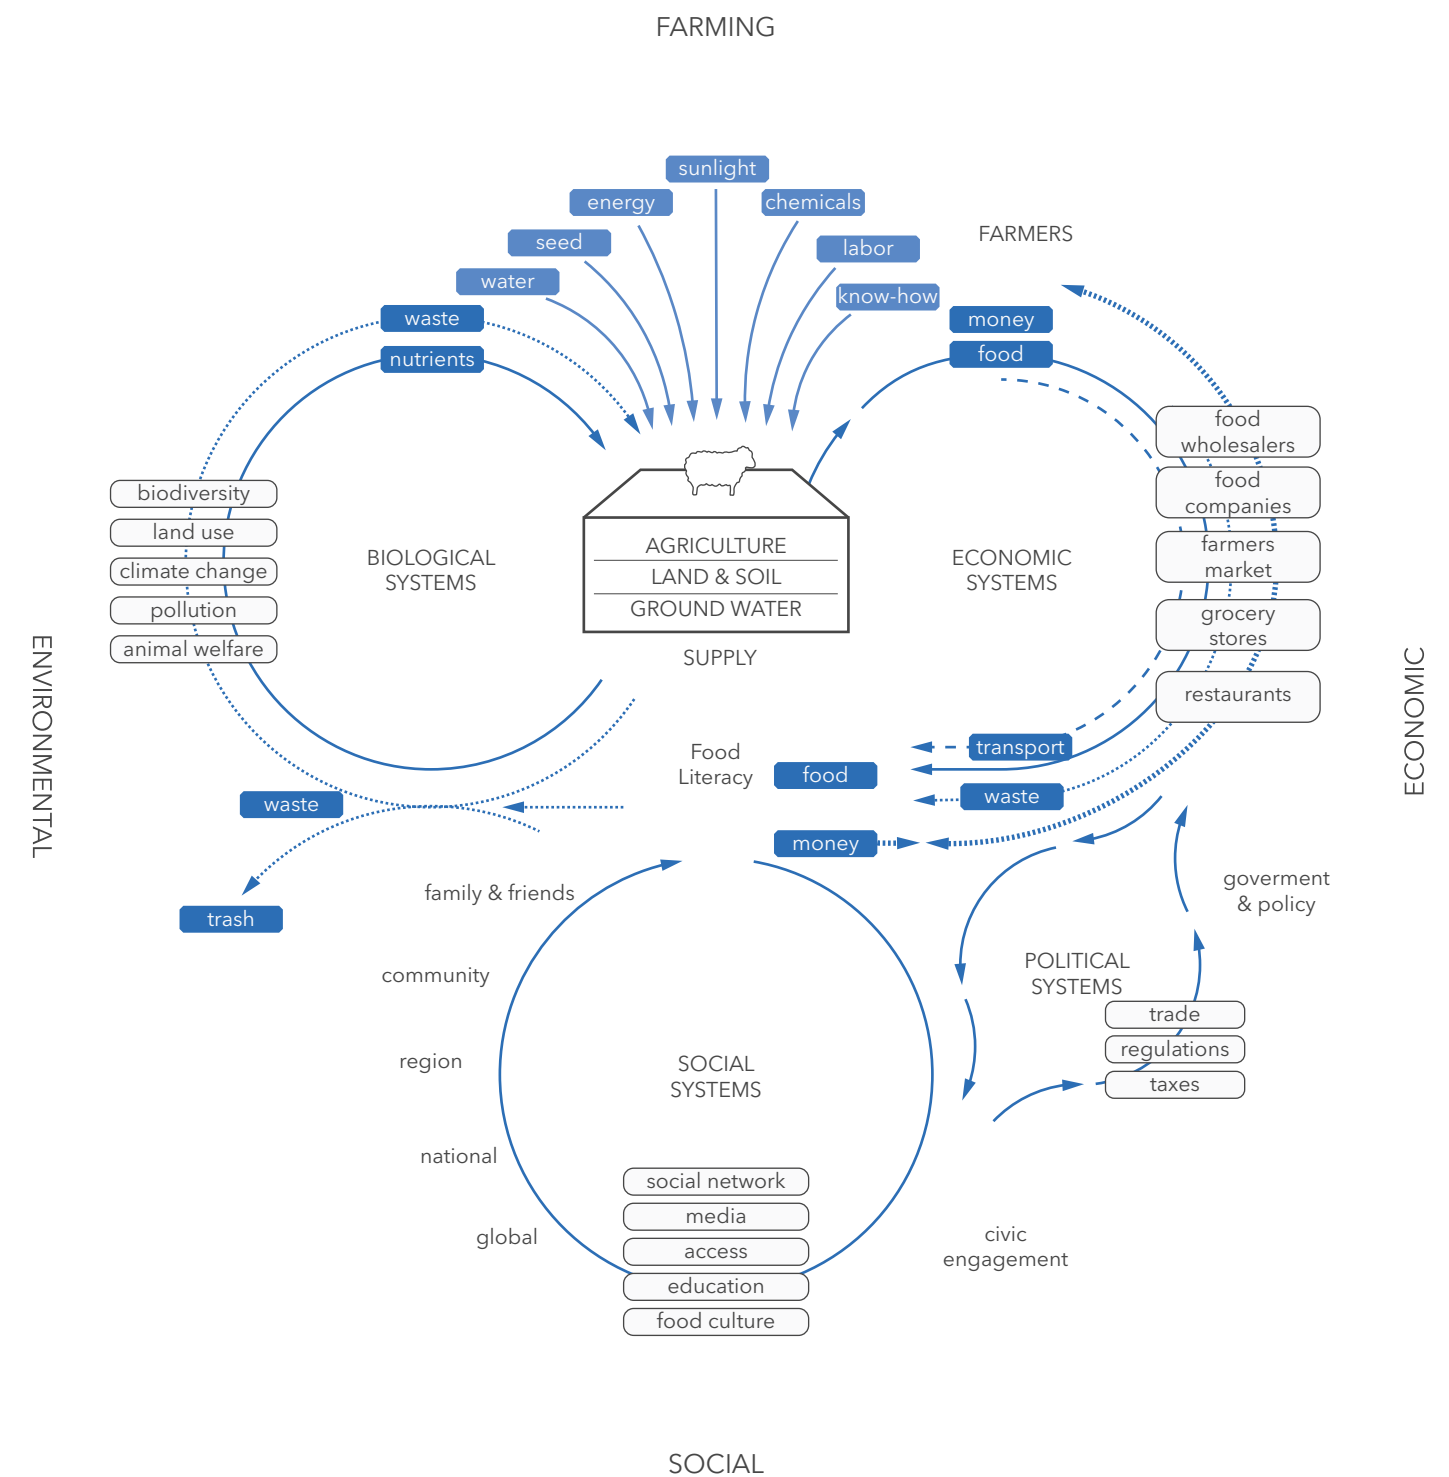 FARMING
sunlight
energy
chemicals
seed
labor
FARMERS
water
know-how
waste
money
nutrients
food
food
wholesalers
food
companies
farmers
market
grocery
stores
restaurants
biodiversity
land use
climate change
pollution
animal welfare
BIOLOGICAL
SYSTEMS
AGRICULTURE
LAND & SOIL
GROUND WATER
SUPPLY
ECONOMIC
SYSTEMS
ENVIRONMENTAL
ECONOMIC
Food
Literacy
transport
food
waste
waste
money
trash
family & friends
community
region
national
global
goverment
& policy
POLITICAL
SYSTEMS
trade
regulations
taxes
SOCIAL
SYSTEMS
social network
media
access
education
food culture
civic
engagement
SOCIAL